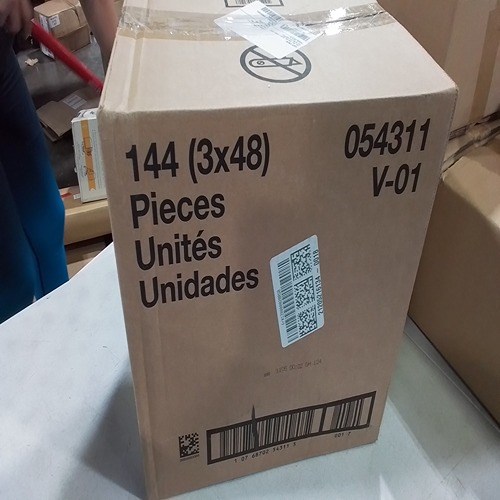 144 (3x48)
Pieces
Unités
Unidades
054311
V-01